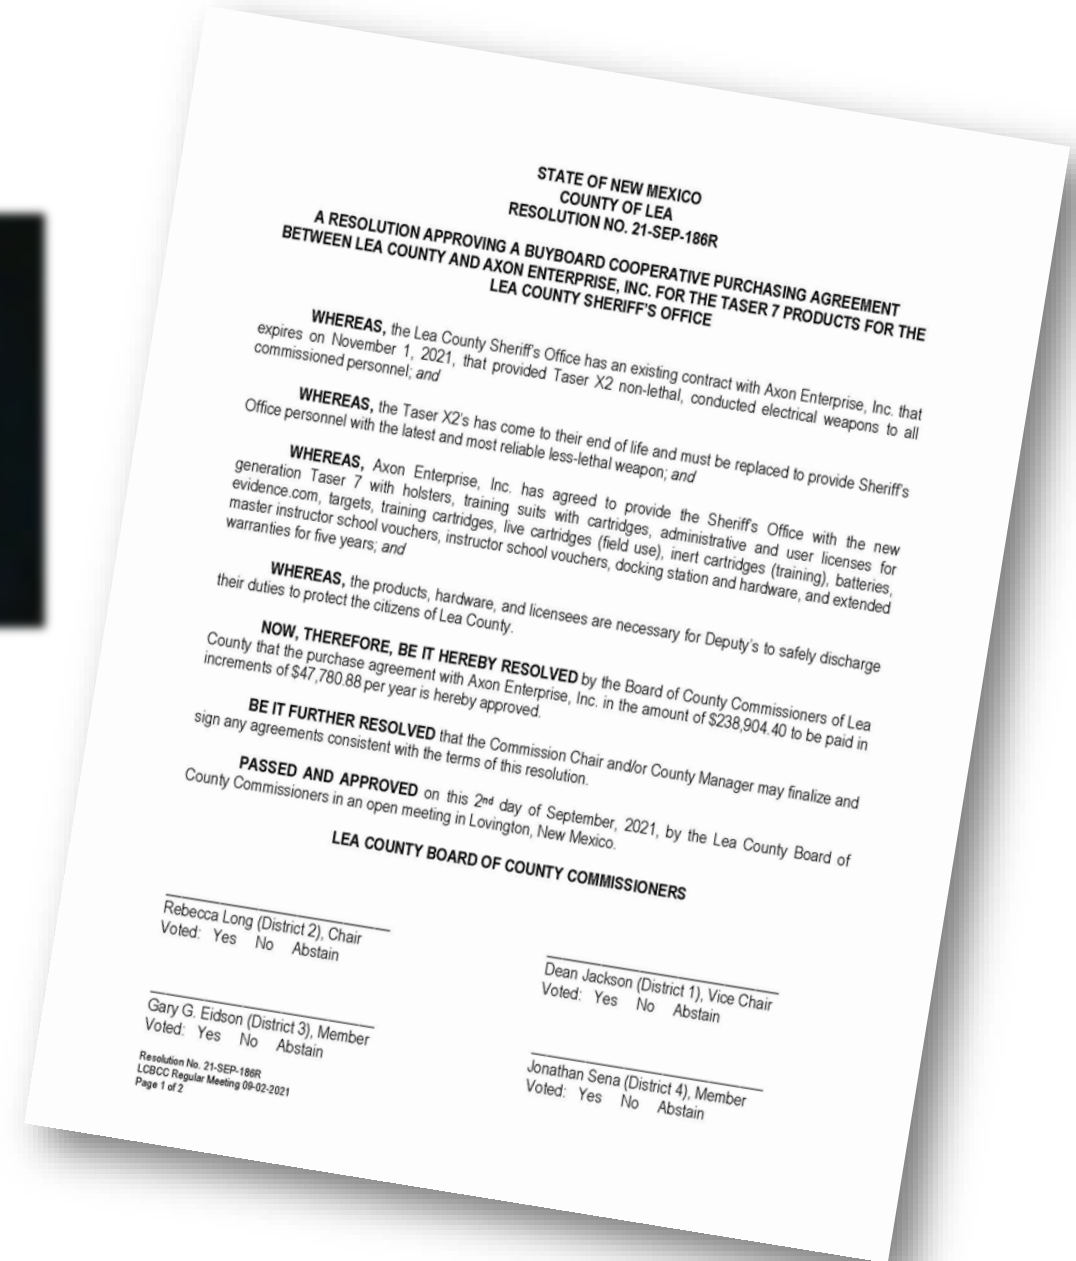 STATE OF NEW MEXICO
COUNTY OF LEA
RESOLUTION NO. 21-SEP-186R
A RESOLUTION APPROVING A BUYBOARD COOPERATIVE PURCHASING AGREEMENT
BETWEEN LEA COUNTY AND AXON ENTERPRISE, INC. FOR THE TASER 7 PRODUCTS FOR THE
LEA COUNTY SHERIFF'S OFFICE
WHEREAS, the Lea County Sheriff's Office has an existing contract with Axon Enterprise, Inc. that
expires on November 1, 2021, that provided Taser X2 non-lethal, conducted electrical weapons to all
commissioned personnel; and
WHEREAS, the Taser X2's has come to their end of life and must be replaced to provide Sheriff's
Office personnel with the latest and most reliable less-lethal weapon; and
WHEREAS, Axon Enterprise, Inc. has agreed to provide the Sheriff's Office with the new
generation Taser 7 with holsters, training suits with cartridges, administrative and user licenses for
evidence.com, targets, training cartridges, live cartridges (field use), inert cartridges (training), batteries,
master instructor school vouchers, instructor school vouchers, docking station and hardware, and extended
warranties for five years; and
WHEREAS, the products, hardware, and licensees are necessary for Deputy's to safely discharge
their duties to protect the citizens of Lea County.
NOW, THEREFORE, BE IT HEREBY RESOLVED by the Board of County Commissioners of Lea
County that the purchase agreement with Axon Enterprise, Inc. in the amount of $238,904.40 to be paid in
increments of $47,780.88 per year is hereby approved.
BE IT FURTHER RESOLVED that the Commission Chair and/or County Manager may finalize and
sign any agreements consistent with the terms of this resolution.
PASSED AND APPROVED on this 2nd day of September, 2021, by the Lea County Board of
County Commissioners in an open meeting in Lovington, New Mexico.
LEA COUNTY BOARD OF COUNTY COMMISSIONERS
Rebecca Long (District 2), Chair
Voted: Yes No Abstain
Dean Jackson (District 1), Vice Chair
Voted: Yes No Abstain
Gary G. Eidson (District 3), Member
Voted: Yes No Abstain
Jonathan Sena (District 4), Member
Voted: Yes No Abstain
Resolution No. 21-SEP-186R
LCBCC Regular Meeting 09-02-2021
Page 1 of 2